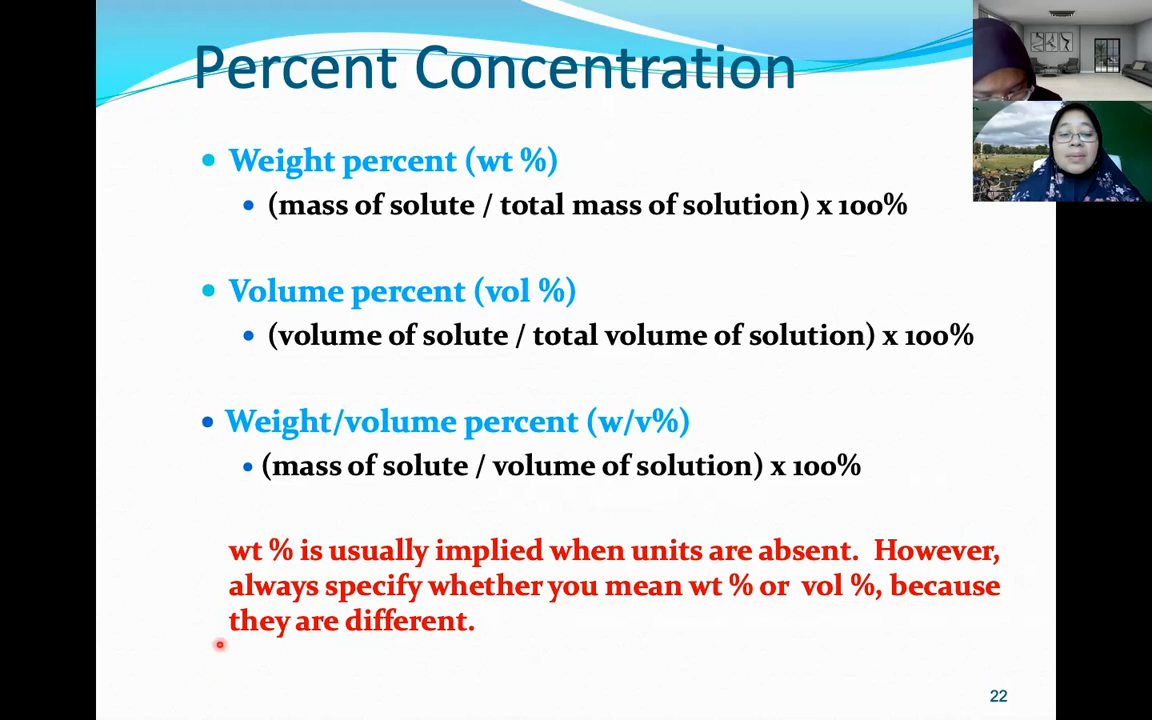 Percent Concentration
• Weight percent (wt %)
• (mass of solute / total mass of solution) x 100%
• Volume percent (vol %)
• (volume of solute / total volume of solution) x 100%
• Weight/volume percent (w/v%)
• (mass of solute / volume of solution) x 100%
wt % is usually implied when units are absent. However,
always specify whether you mean wt % or vol %, because
they are different.
22